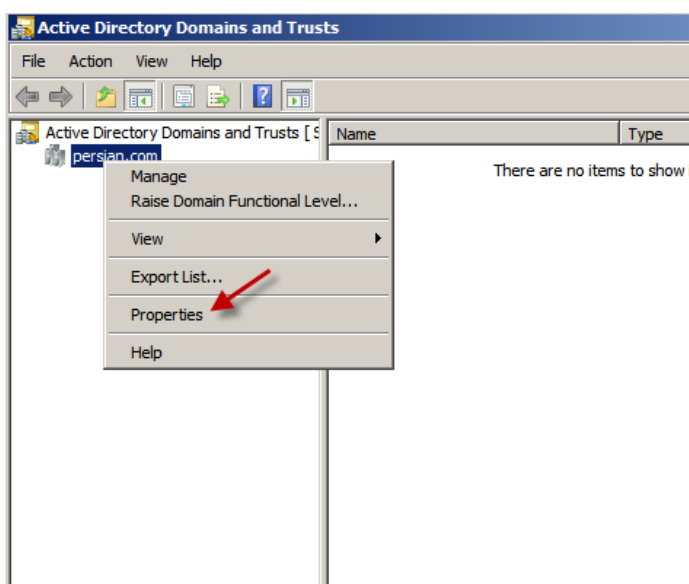 Active Directory Domains and Trusts
File Action View Help
Active Directory Domains and Trusts [
Name Type
persian.com
There are no items to show
Manage
Raise Domain Functional Level...
View
Export List...
Properties
Help